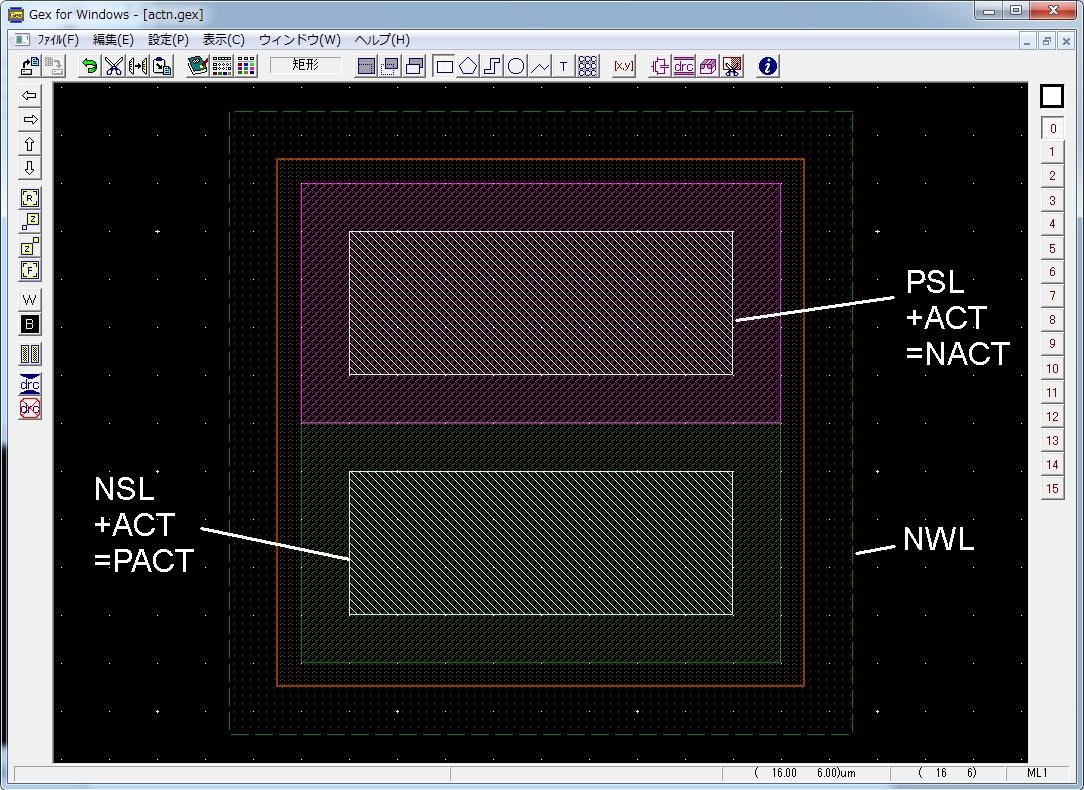 Gex for Windows - [actn.gex]
ﾌｧｲﾙ(F) 編集(E) 設定(P) 表示(C) ウィンドウ(W) ヘルプ(H)
矩形 T [x,y] drc i
R
Z
Z
F
W
B
drc
drc
0
1
2
3
4
5
6
7
8
9
10
11
12
13
14
15
PSL
+ACT
=NACT
NSL
+ACT
=PACT
NWL
( 16.00 6.00)um ( 16 6) ML1